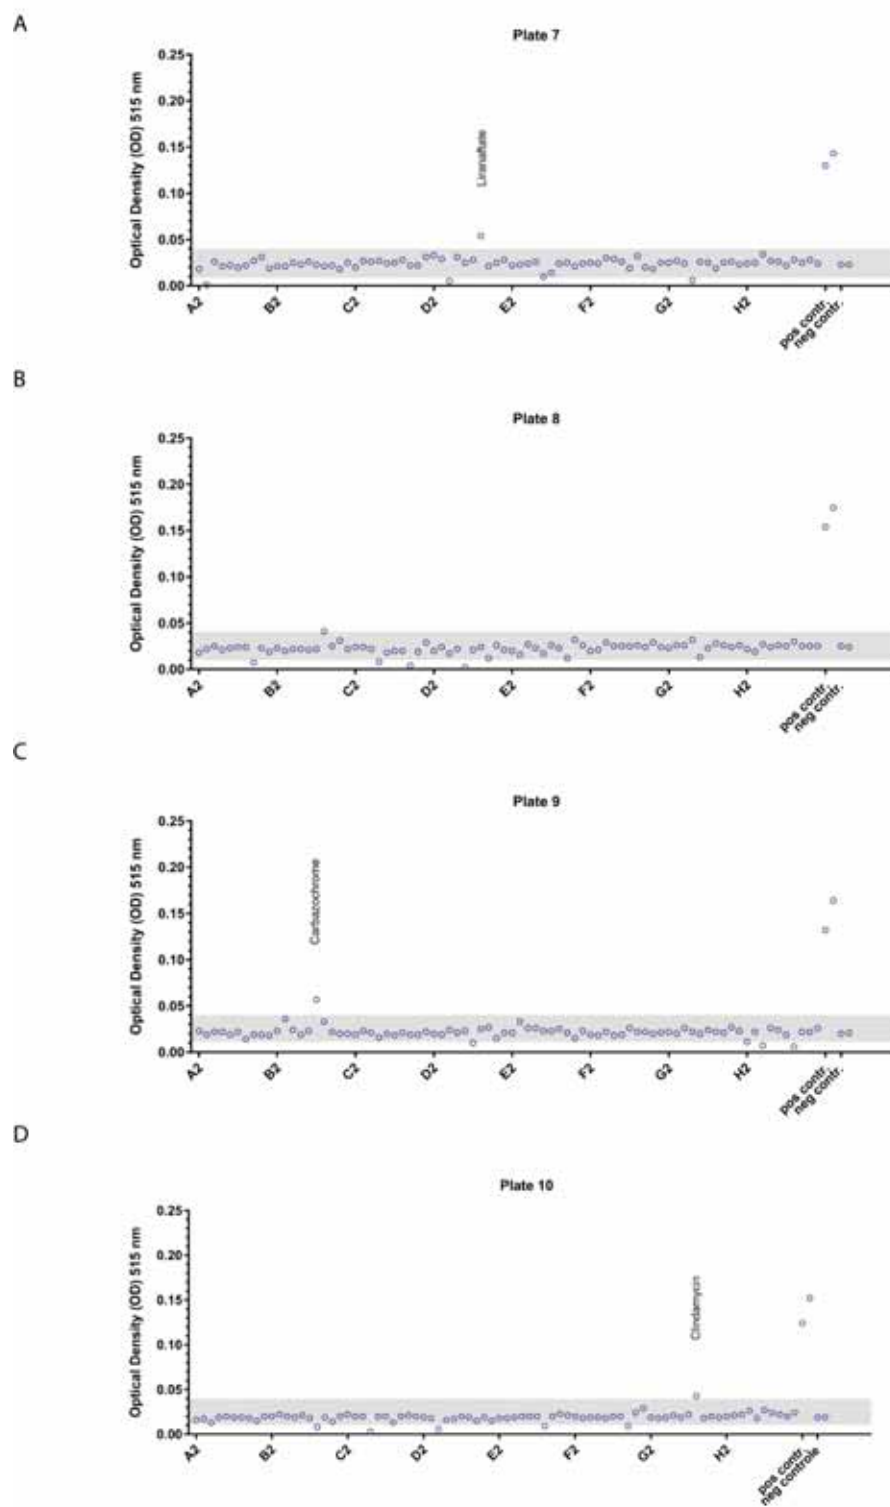 A
Plate 7
Optical Density (OD) 515 nm
0.25
0.20
0.15
0.10
0.05
0.00
Liranaftate
A2 B2 C2 D2 E2 F2 G2 H2 pos contr. neg contr.
B
Plate 8
Optical Density (OD) 515 nm
0.25
0.20
0.15
0.10
0.05
0.00
A2 B2 C2 D2 E2 F2 G2 H2 pos contr. neg contr.
C
Plate 9
Optical Density (OD) 515 nm
0.25
0.20
0.15
0.10
0.05
0.00
Carbazochrome
A2 B2 C2 D2 E2 F2 G2 H2 pos contr. neg contr.
D
Plate 10
Optical Density (OD) 515 nm
0.25
0.20
0.15
0.10
0.05
0.00
Clindamycin
A2 B2 C2 D2 E2 F2 G2 H2 pos contr. neg controle